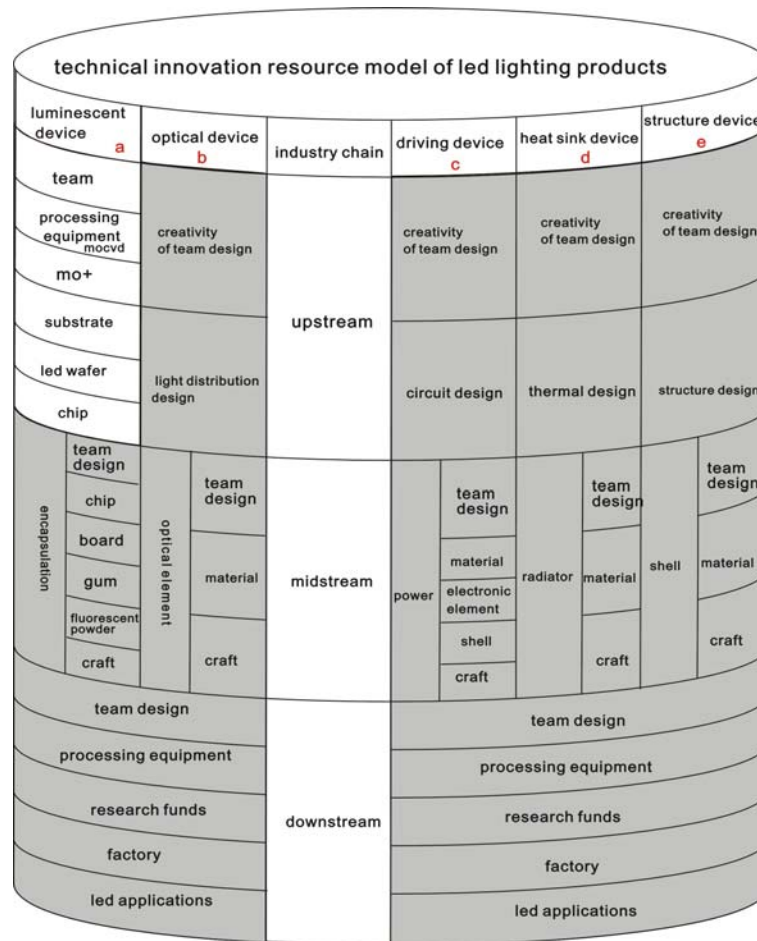 technical innovation resource model of led lighting products
luminescent
device
a
optical device
b
industry chain
driving device
c
heat sink device
d
structure device
e
team
processing
equipment
mocvd
mo+
substrate
led wafer
chip
creativity
of team design
light distribution
design
upstream
creativity
of team design
circuit design
creativity
of team design
thermal design
creativity
of team design
structure design
encapsulation
team
design
chip
board
gum
fluorescent
powder
craft
optical element
team
design
material
craft
midstream
power
team
design
material
electronic
element
shell
craft
radiator
team
design
material
craft
shell
team
design
material
craft
team design
processing equipment
research funds
factory
led applications
downstream
team design
processing equipment
research funds
factory
led applications